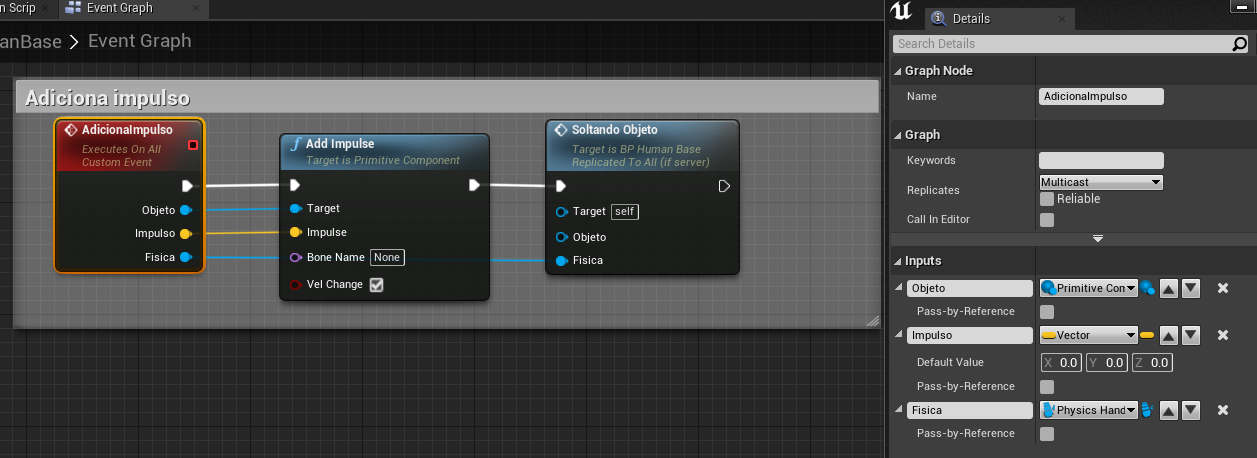 n Scrip
Event Graph
anBase > Event Graph
Adiciona impulso
AdicionaImpulso
Executes On All
Custom Event
Objeto
Impulso
Fisica
Add Impulse
Target is Primitive Component
Target
Impulse
Bone Name None
Vel Change
Soltando Objeto
Target is BP Human Base
Replicated To All (if server)
Target self
Objeto
Fisica
Details
Search Details
Graph Node
Name AdicionaImpulso
Graph
Keywords
Replicates Multicast
Reliable
Call In Editor
Inputs
Objeto Primitive Con
Pass-by-Reference
Impulso Vector
Default Value X 0.0 Y 0.0 Z 0.0
Pass-by-Reference
Fisica Physics Hand
Pass-by-Reference